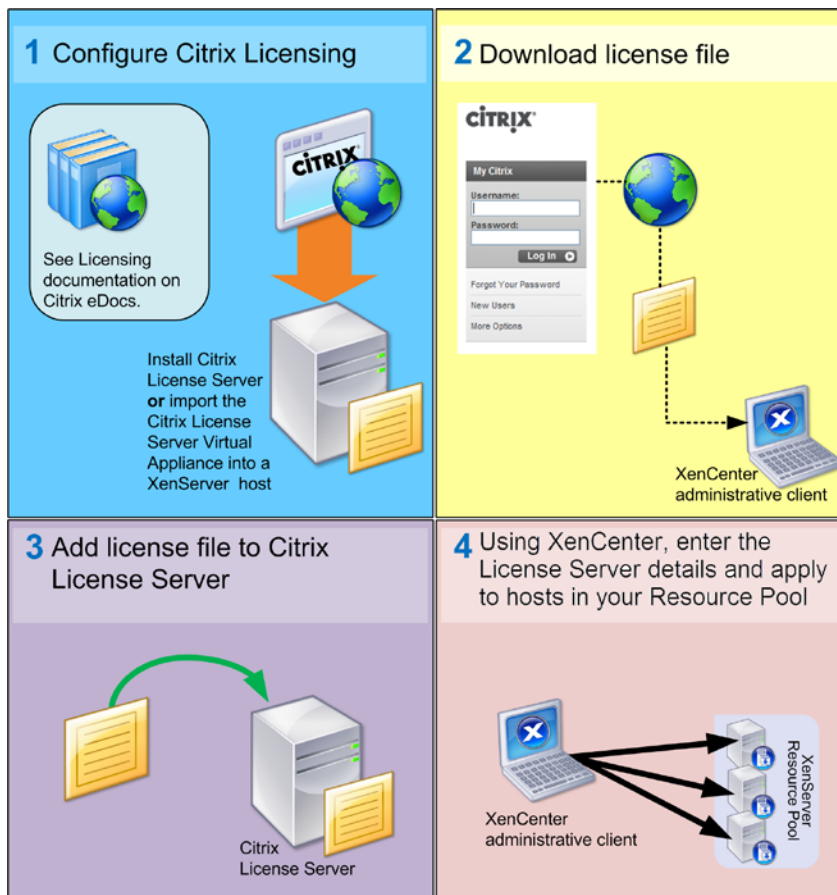 1 Configure Citrix Licensing
See Licensing
documentation on
Citrix eDocs.
CİTRIX
Install Citrix
License Server
or import the
Citrix License
Server Virtual
Appliance into a
XenServer host
2 Download license file
CİTRIX®
My Citrix
Username:
Password:
Log In
Forgot Your Password
New Users
More Options
X
XenCenter
administrative client
3 Add license file to Citrix
License Server
Citrix
License Server
4 Using XenCenter, enter the
License Server details and apply
to hosts in your Resource Pool
X
XenCenter
administrative client
XenServer
Resource Pool